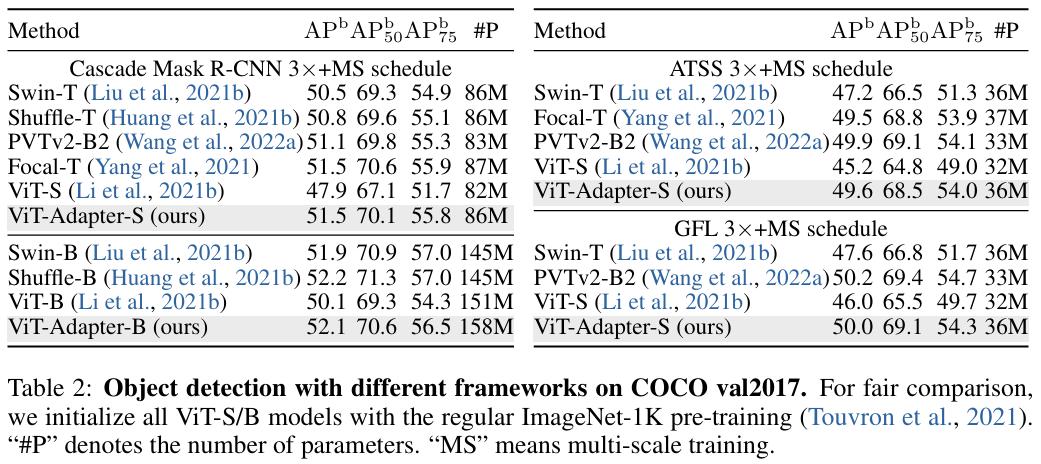 Method AP^b AP^b_50 AP^b_75 #P
Cascade Mask R-CNN 3×+MS schedule
Swin-T (Liu et al., 2021b) 50.5 69.3 54.9 86M
Shuffle-T (Huang et al., 2021b) 50.8 69.6 55.1 86M
PVTv2-B2 (Wang et al., 2022a) 51.1 69.8 55.3 83M
Focal-T (Yang et al., 2021) 51.5 70.6 55.9 87M
ViT-S (Li et al., 2021b) 47.9 67.1 51.7 82M
ViT-Adapter-S (ours) 51.5 70.1 55.8 86M
Swin-B (Liu et al., 2021b) 51.9 70.9 57.0 145M
Shuffle-B (Huang et al., 2021b) 52.2 71.3 57.0 145M
ViT-B (Li et al., 2021b) 50.1 69.3 54.3 151M
ViT-Adapter-B (ours) 52.1 70.6 56.5 158M
Method AP^b AP^b_50 AP^b_75 #P
ATSS 3×+MS schedule
Swin-T (Liu et al., 2021b) 47.2 66.5 51.3 36M
Focal-T (Yang et al., 2021) 49.5 68.8 53.9 37M
PVTv2-B2 (Wang et al., 2022a) 49.9 69.1 54.1 33M
ViT-S (Li et al., 2021b) 45.2 64.8 49.0 32M
ViT-Adapter-S (ours) 49.6 68.5 54.0 36M
GFL 3×+MS schedule
Swin-T (Liu et al., 2021b) 47.6 66.8 51.7 36M
PVTv2-B2 (Wang et al., 2022a) 50.2 69.4 54.7 33M
ViT-S (Li et al., 2021b) 46.0 65.5 49.7 32M
ViT-Adapter-S (ours) 50.0 69.1 54.3 36M
Table 2: Object detection with different frameworks on COCO val2017. For fair comparison,
we initialize all ViT-S/B models with the regular ImageNet-1K pre-training (Touvron et al., 2021).
“#P” denotes the number of parameters. “MS” means multi-scale training.